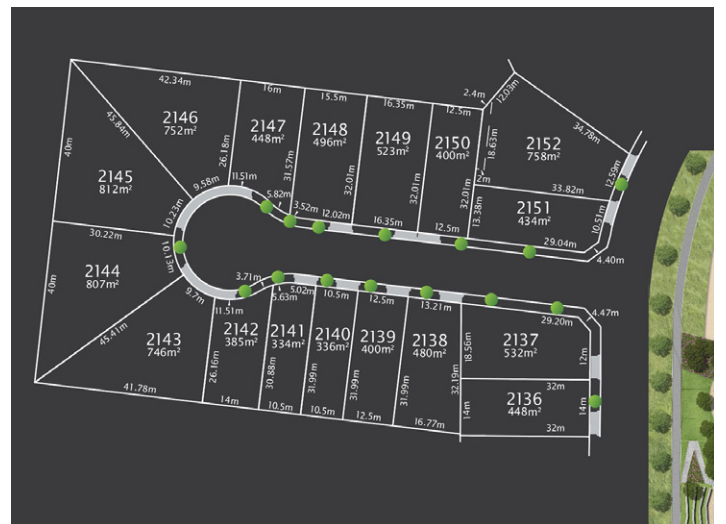 42.34m
16m
15.5m
16.35m
12.5m
2.4m
12.03m
34.78m
2146
752m²
45.84m
26.18m
2147
448m²
31.57m
2148
496m²
32.01m
2149
523m²
32.01m
2150
400m²
32.01m
18.63m
2152
758m²
12.59m
40m
2145
812m²
9.58m
11.51m
5.82m
3.52m
12.02m
16.35m
12.5m
2m
33.82m
13.38m
2151
434m²
10.51m
29.04m
4.40m
10.23m
30.22m
10.13m
40m
2144
807m²
9.7m
11.51m
3.71m
5.63m
5.02m
10.5m
12.5m
13.21m
29.20m
4.47m
45.41m
2143
746m²
26.16m
2142
385m²
30.88m
2141
334m²
31.99m
2140
336m²
31.99m
2139
400m²
31.99m
2138
480m²
32.19m
18.56m
2137
532m²
12m
32m
14m
2136
448m²
14m
32m
41.78m
14m
10.5m
10.5m
12.5m
16.77m